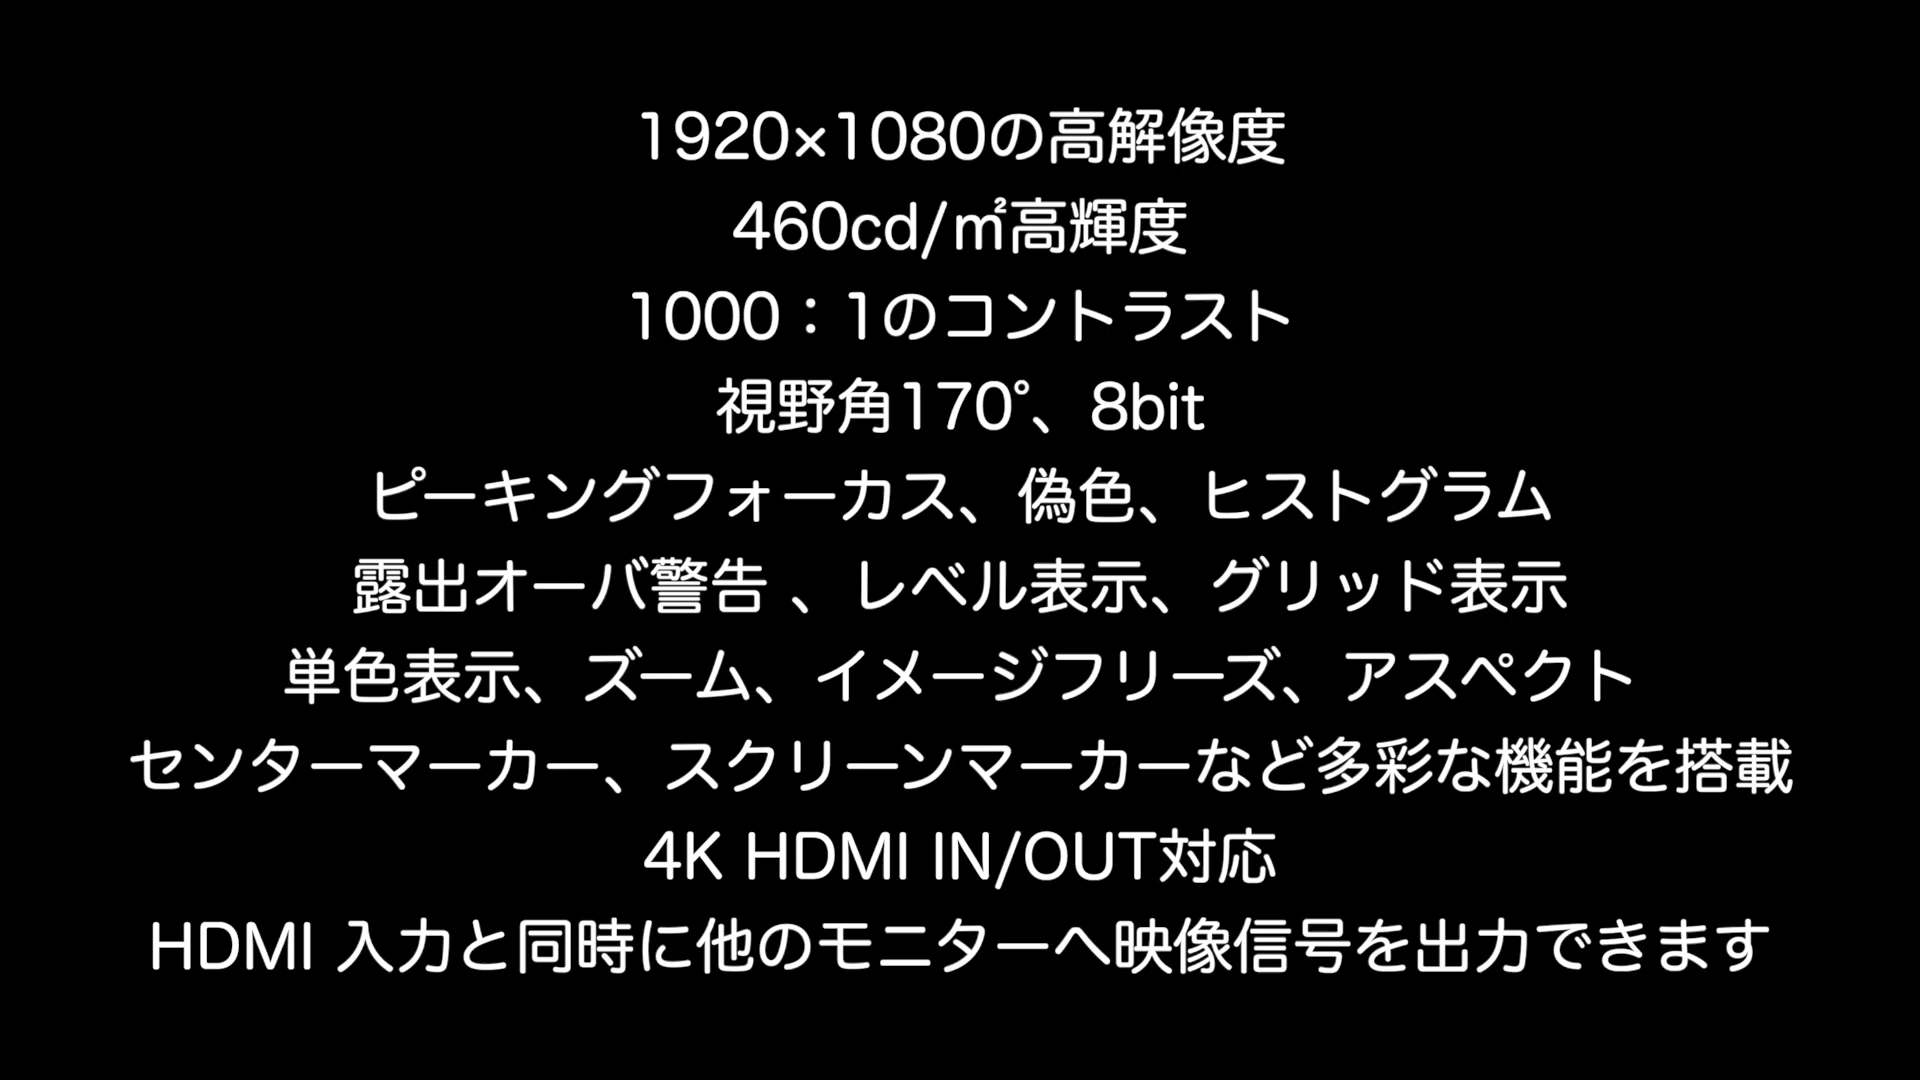 1920×1080の高解像度
460cd/㎡高輝度
1000：1のコントラスト
視野角170°、8bit
ピーキングフォーカス、偽色、ヒストグラム
露出オーバ警告 、レベル表示、グリッド表示
単色表示、ズーム、イメージフリーズ、アスペクト
センターマーカー、スクリーンマーカーなど多彩な機能を搭載
4K HDMI IN/OUT対応
HDMI 入力と同時に他のモニターへ映像信号を出力できます